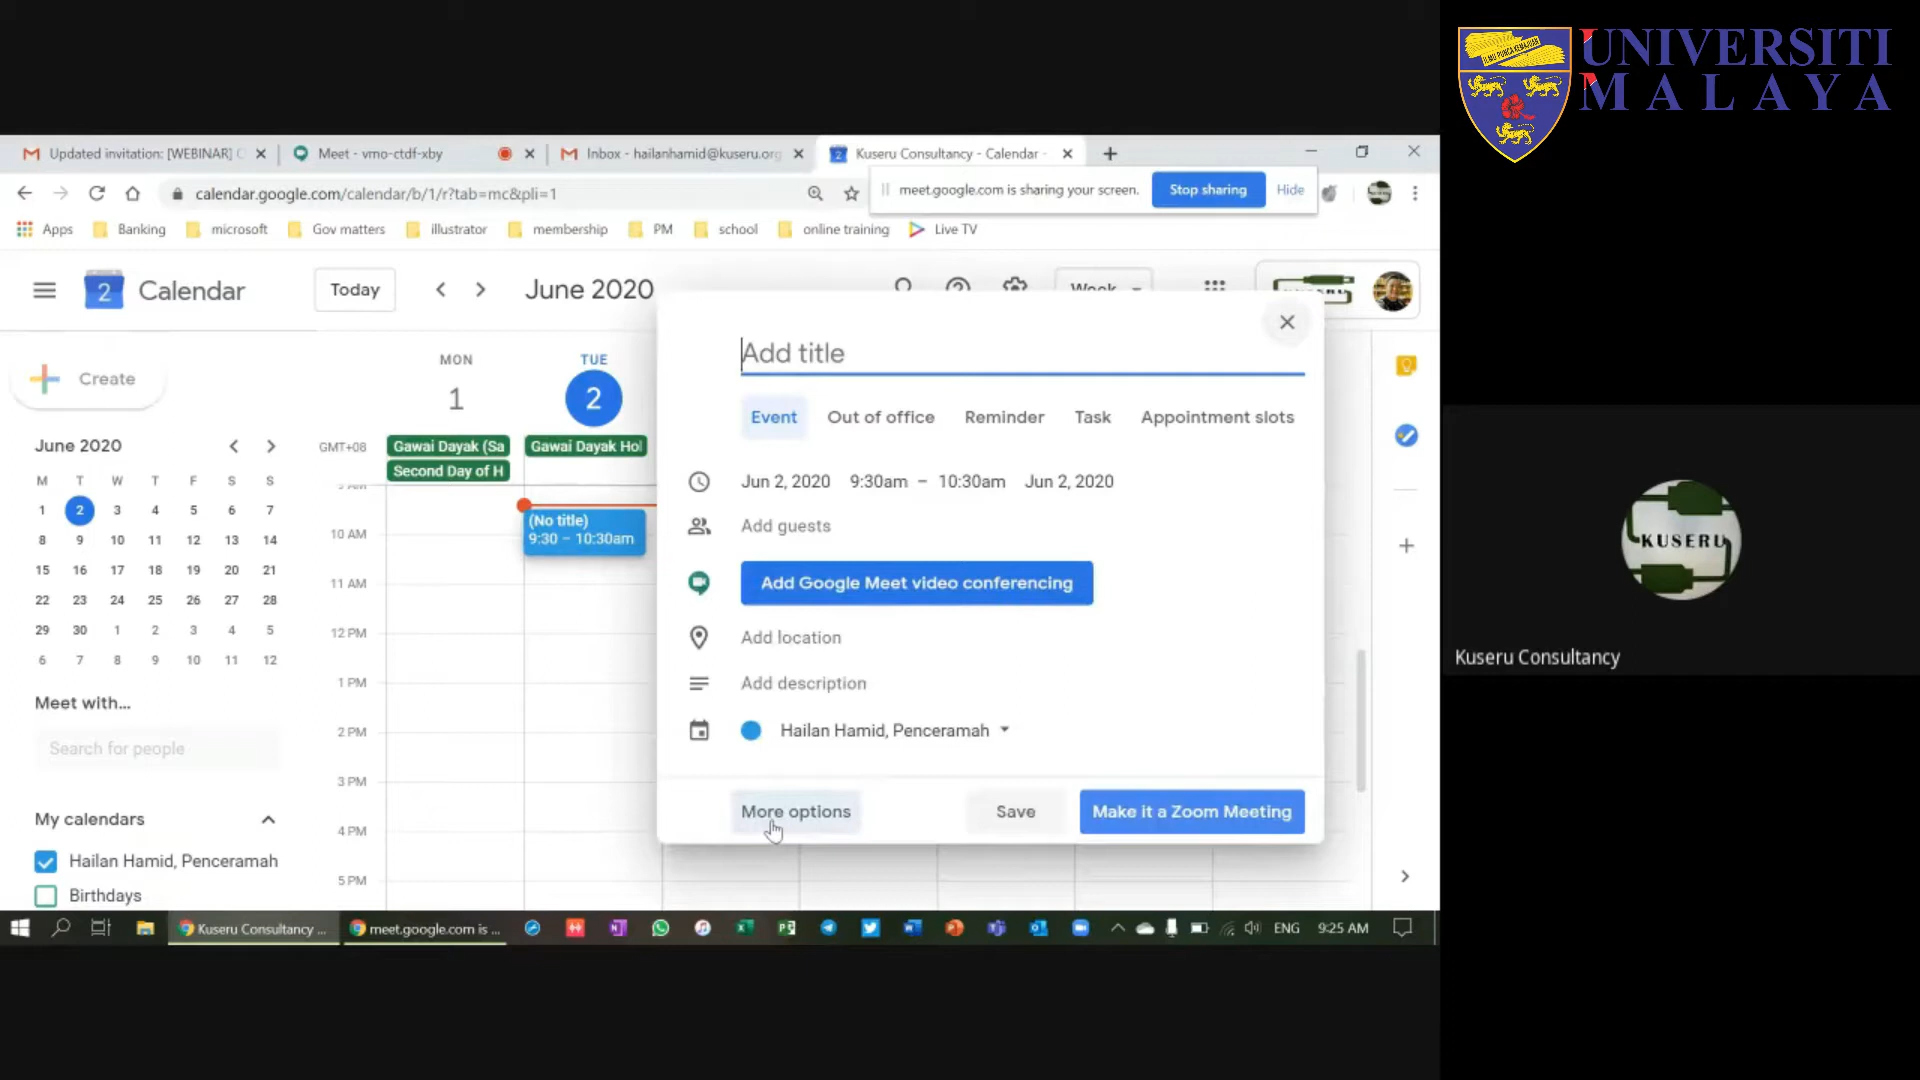 UNIVERSITI
MALAYA
ILMU PUNCA KEMAJUAN
Updated invitation: [WEBINAR]
Meet - vmo-ctdf-xby
Inbox - hailanhamid@kuseru.org
Kuseru Consultancy - Calendar -
calendar.google.com/calendar/b/1/r?tab=mc&pli=1
meet.google.com is sharing your screen.
Stop sharing
Hide
Apps
Banking
microsoft
Gov matters
illustrator
membership
PM
school
online training
Live TV
2
Calendar
Today
June 2020
Week
Create
MON
1
TUE
2
GMT+08
Gawai Dayak (Sa
Gawai Dayak Hol
Second Day of H
(No title)
9:30 – 10:30am
10 AM
11 AM
12 PM
1 PM
2 PM
3 PM
4 PM
5 PM
June 2020
M T W T F S S
1 2 3 4 5 6 7
8 9 10 11 12 13 14
15 16 17 18 19 20 21
22 23 24 25 26 27 28
29 30 1 2 3 4 5
6 7 8 9 10 11 12
Meet with...
Search for people
My calendars
Hailan Hamid, Penceramah
Birthdays
Add title
Event
Out of office
Reminder
Task
Appointment slots
Jun 2, 2020 9:30am – 10:30am Jun 2, 2020
Add guests
Add Google Meet video conferencing
Add location
Add description
Hailan Hamid, Penceramah
More options
Save
Make it a Zoom Meeting
KUSERU
Kuseru Consultancy
Kuseru Consultancy ...
meet.google.com is ...
ENG
9:25 AM